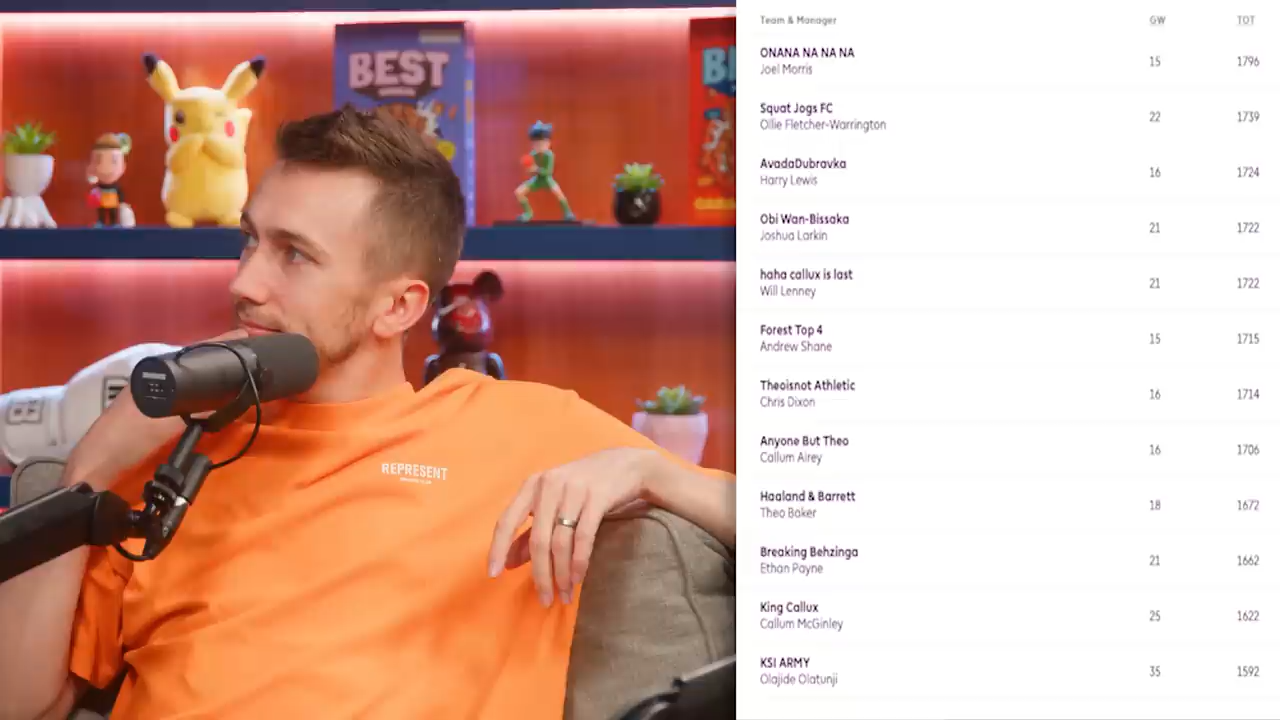 BEST
B
REPRESENT
Team & Manager GW TOT
ONANA NA NA NA
Joel Morris 15 1796
Squat Jogs FC
Ollie Fletcher-Warrington 22 1739
AvadaDubravka
Harry Lewis 16 1724
Obi Wan-Bissaka
Joshua Larkin 21 1722
haha callux is last
Will Lenney 21 1722
Forest Top 4
Andrew Shane 15 1715
Theoisnot Athletic
Chris Dixon 16 1714
Anyone But Theo
Callum Airey 16 1706
Haaland & Barrett
Theo Baker 18 1672
Breaking Behzinga
Ethan Payne 21 1662
King Callux
Callum McGinley 25 1622
KSI ARMY
Olajide Olatunji 35 1592